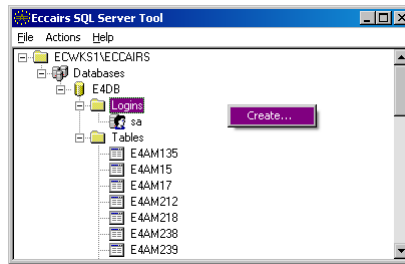 Eccairs SQL Server Tool
File Actions Help
ECWKS1\ECCAIRS
Databases
E4DB
Logins
Create...
sa
Tables
E4AM135
E4AM15
E4AM17
E4AM212
E4AM218
E4AM238
E4AM239